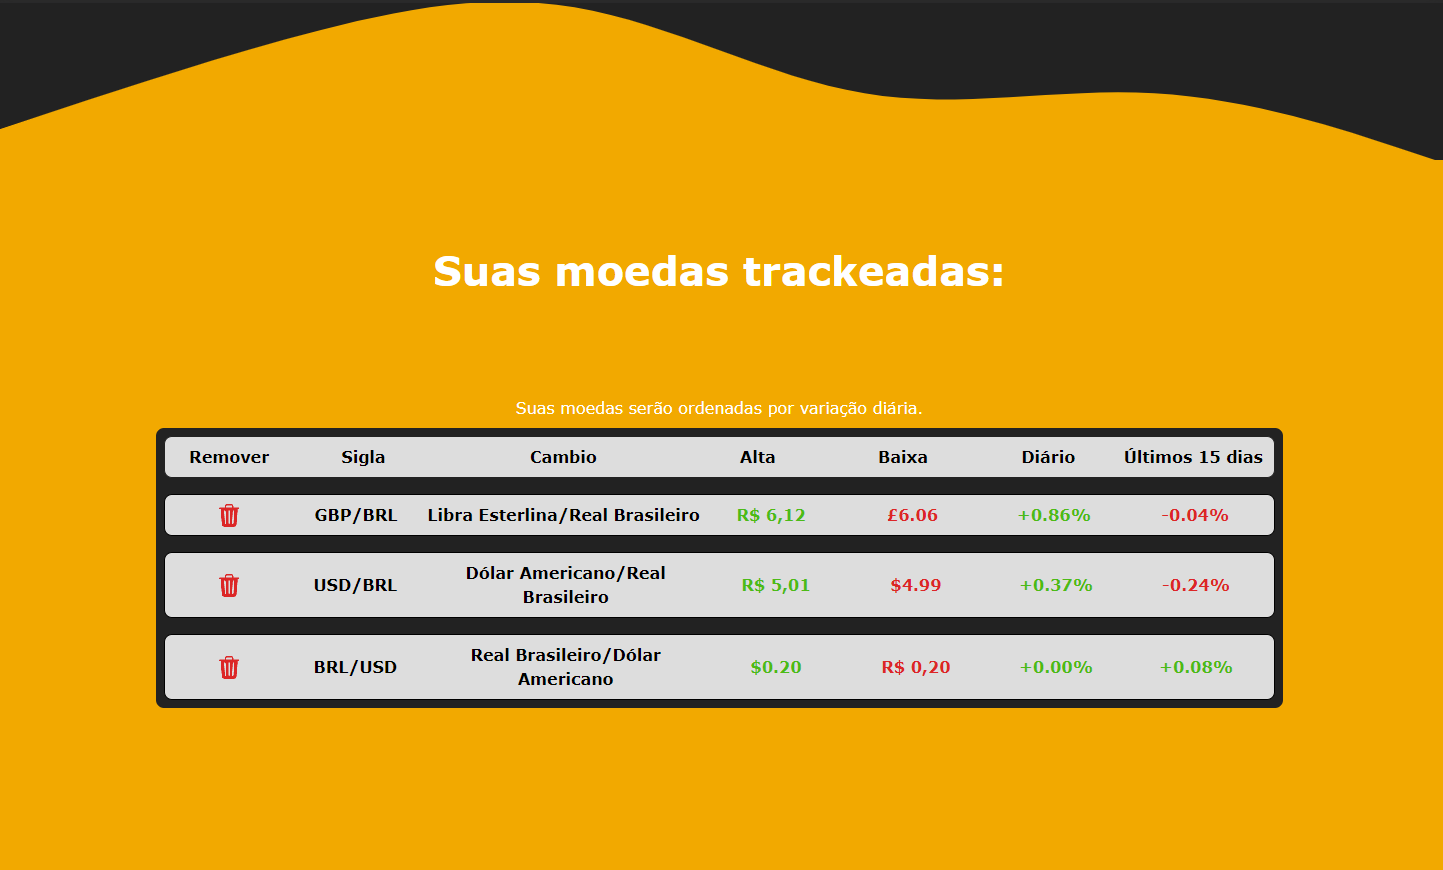 Suas moedas trackeadas:
Suas moedas serão ordenadas por variação diária.
Remover Sigla Cambio Alta Baixa Diário Últimos 15 dias
GBP/BRL Libra Esterlina/Real Brasileiro R$ 6,12 £6.06 +0.86% -0.04%
USD/BRL Dólar Americano/Real Brasileiro R$ 5,01 $4.99 +0.37% -0.24%
BRL/USD Real Brasileiro/Dólar Americano $0.20 R$ 0,20 +0.00% +0.08%